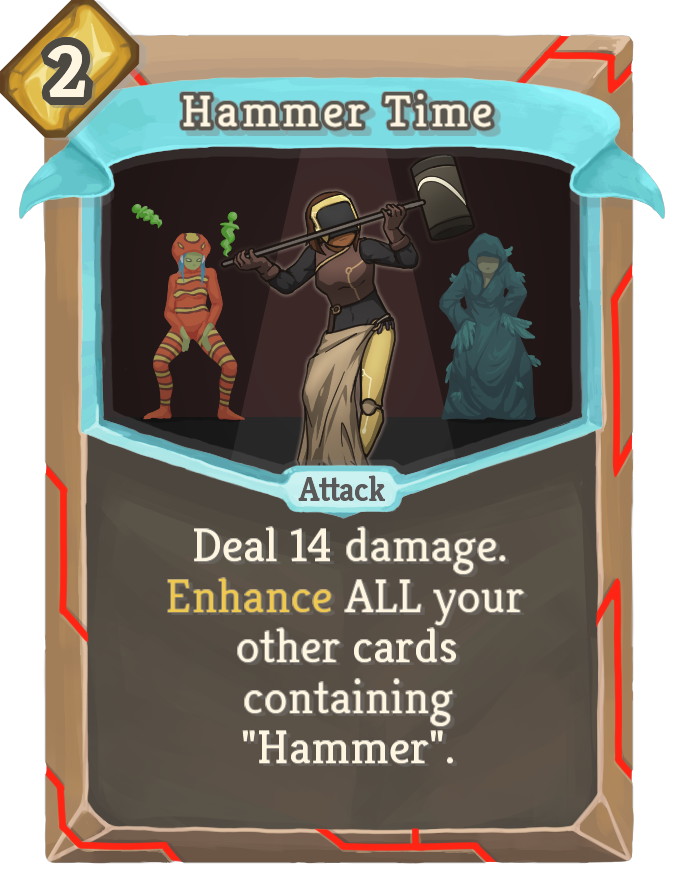 2
Hammer Time
Attack
Deal 14 damage.
Enhance ALL your
other cards
containing
"Hammer".